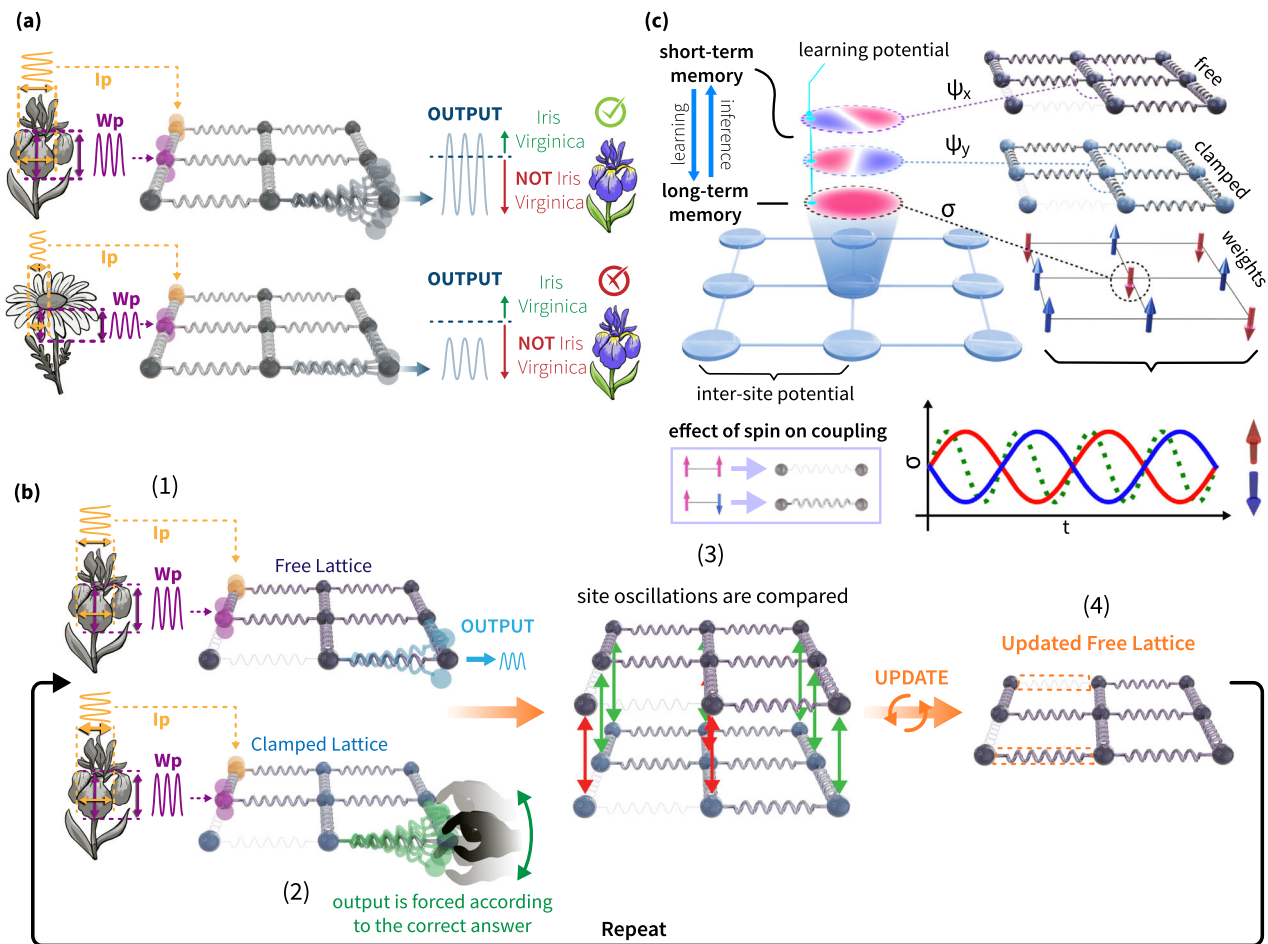 (a)
Ip
Wp
OUTPUT
Iris
Virginica
NOT Iris
Virginica
Ip
Wp
OUTPUT
Iris
Virginica
NOT Iris
Virginica
(b)
(1)
Ip
Wp
Free Lattice
OUTPUT
Ip
Wp
Clamped Lattice
(2)
output is forced according
to the correct answer
(3)
site oscillations are compared
UPDATE
(4)
Updated Free Lattice
Repeat
(c)
short-term
memory
learning
inference
long-term
memory
learning potential
ψx
ψy
σ
free
clamped
weights
inter-site potential
effect of spin on coupling
σ
t